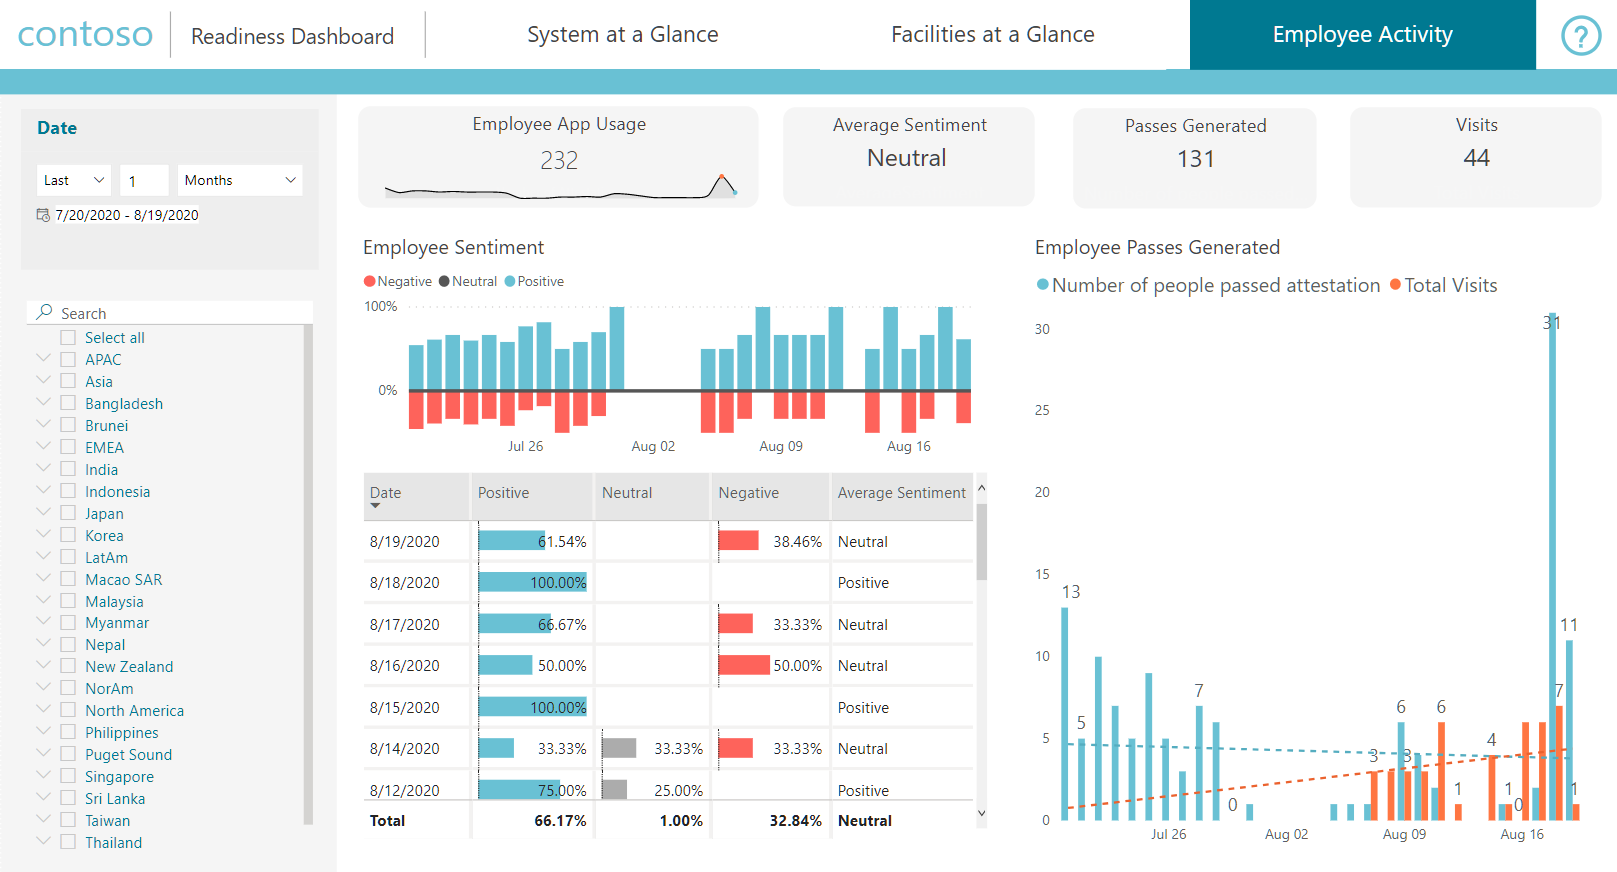 contoso
Readiness Dashboard
System at a Glance
Facilities at a Glance
Employee Activity
?
Date
Last
1
Months
7/20/2020 - 8/19/2020
Search
Select all
APAC
Asia
Bangladesh
Brunei
EMEA
India
Indonesia
Japan
Korea
LatAm
Macao SAR
Malaysia
Myanmar
Nepal
New Zealand
NorAm
North America
Philippines
Puget Sound
Singapore
Sri Lanka
Taiwan
Thailand
Employee App Usage
232
Average Sentiment
Neutral
Passes Generated
131
Visits
44
Employee Sentiment
Negative Neutral Positive
100%
0%
Jul 26 Aug 02 Aug 09 Aug 16
Date Positive Neutral Negative Average Sentiment
8/19/2020 61.54% 38.46% Neutral
8/18/2020 100.00% Positive
8/17/2020 66.67% 33.33% Neutral
8/16/2020 50.00% 50.00% Neutral
8/15/2020 100.00% Positive
8/14/2020 33.33% 33.33% 33.33% Neutral
8/12/2020 75.00% 25.00% Positive
Total 66.17% 1.00% 32.84% Neutral
Employee Passes Generated
Number of people passed attestation Total Visits
30
25
20
15
10
5
0
13
5
7
0
3
6
3
6
1
4
1
0
31
7
11
1
Jul 26 Aug 02 Aug 09 Aug 16